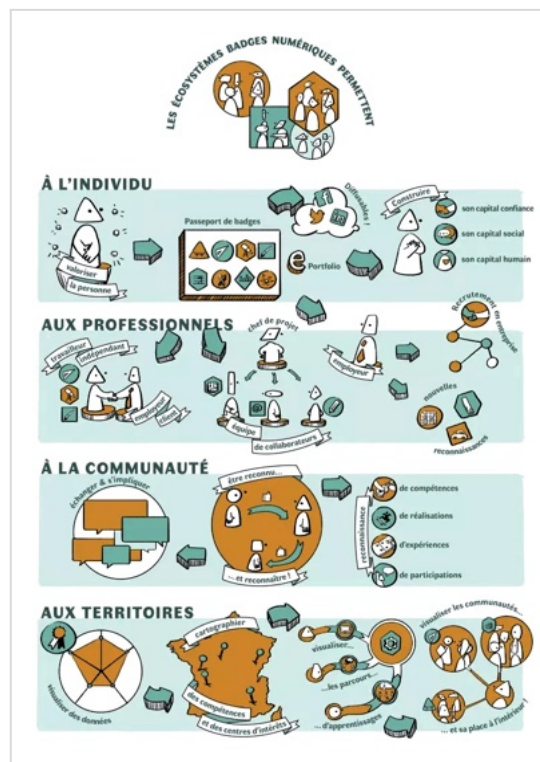 LES ÉCOSYSTÈMES BADGES NUMÉRIQUES PERMETTENT
À L'INDIVIDU
valoriser
la personne
Passeport de badges
Diffusables !
e Portfolio
Construire
son capital confiance
son capital social
son capital humain
AUX PROFESSIONNELS
travailleur
indépendant
employeur
client
chef de projet
équipe
de collaborateurs
employeur
Recrutement en entreprise
nouvelles
reconnaissances
À LA COMMUNAUTÉ
échanger & s'impliquer
être reconnu...
... et reconnaître !
reconnaissance
de compétences
de réalisations
d'expériences
de participations
AUX TERRITOIRES
visualiser des données
cartographier
des compétences
et des centres d'intérêts
visualiser...
...les parcours...
...d'apprentissages
visualiser les communautés...
... et sa place à l'intérieur !